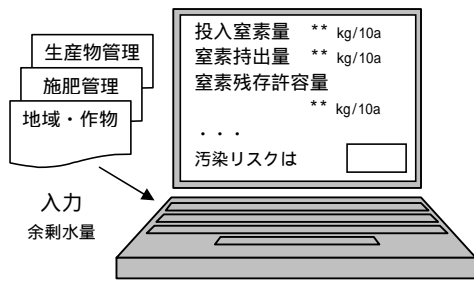 生産物管理
施肥管理
地域・作物
入力
余剰水量
投入窒素量 ** kg/10a
窒素持出量 ** kg/10a
窒素残存許容量
** kg/10a
・・・
汚染リスクは